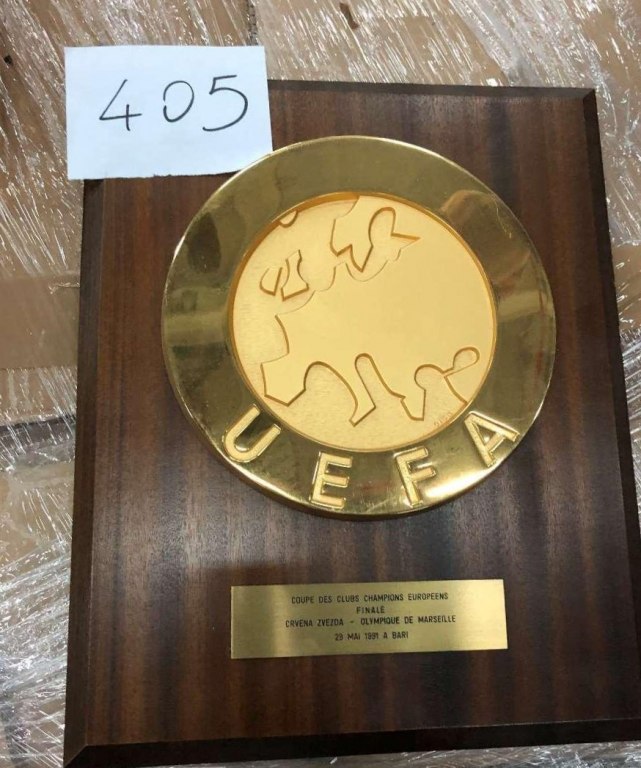 405
UEFA
COUPE DES CLUBS CHAMPIONS EUROPEENS
FINALE
CRVENA ZVEZDA - OLYMPIQUE DE MARSEILLE
29 MAI 1991 A BARI